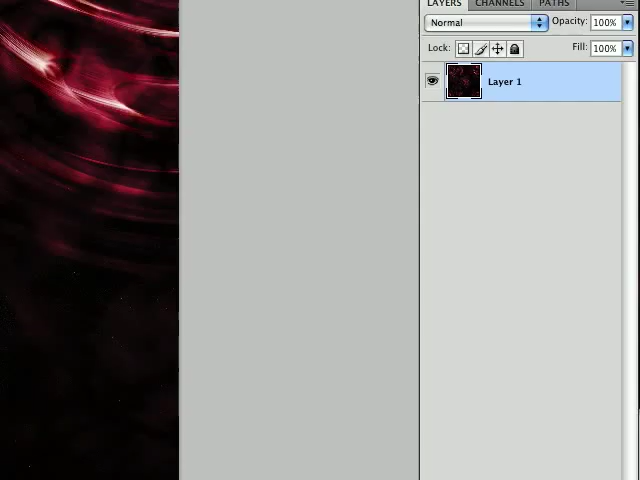 LAYERS CHANNELS PATHS
Normal Opacity: 100%
Lock: Fill: 100%
Layer 1